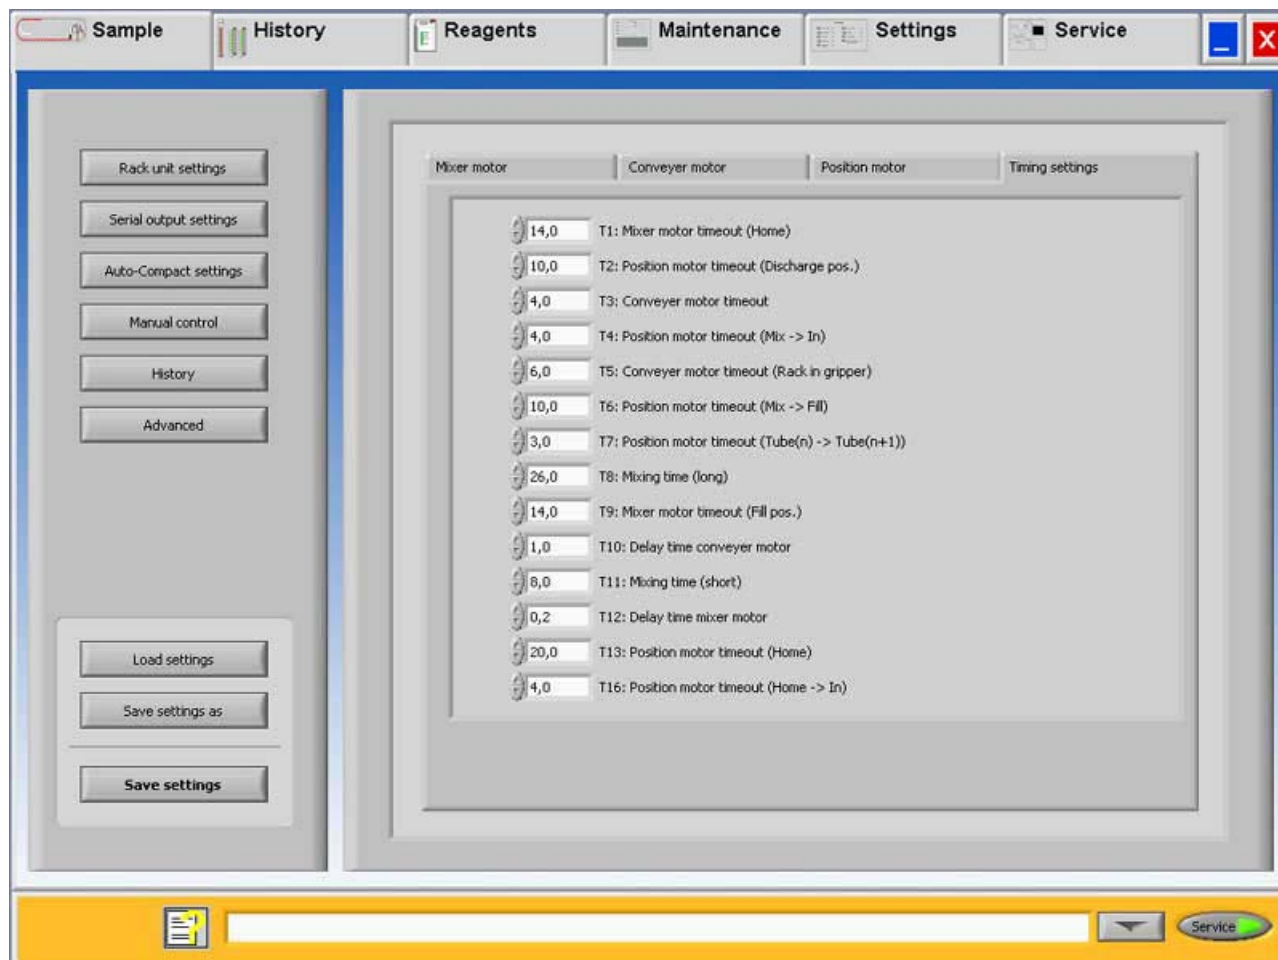 Sample History Reagents Maintenance Settings Service
Rack unit settings
Serial output settings
Auto-Compact settings
Manual control
History
Advanced
Load settings
Save settings as
Save settings
Mixer motor Conveyer motor Position motor Timing settings
14,0 T1: Mixer motor timeout (Home)
10,0 T2: Position motor timeout (Discharge pos.)
4,0 T3: Conveyer motor timeout
4,0 T4: Position motor timeout (Mix -> In)
6,0 T5: Conveyer motor timeout (Rack in gripper)
10,0 T6: Position motor timeout (Mix -> Fill)
3,0 T7: Position motor timeout (Tube(n) -> Tube(n+1))
26,0 T8: Mixing time (long)
14,0 T9: Mixer motor timeout (Fill pos.)
1,0 T10: Delay time conveyer motor
8,0 T11: Mixing time (short)
0,2 T12: Delay time mixer motor
20,0 T13: Position motor timeout (Home)
4,0 T16: Position motor timeout (Home -> In)
Service